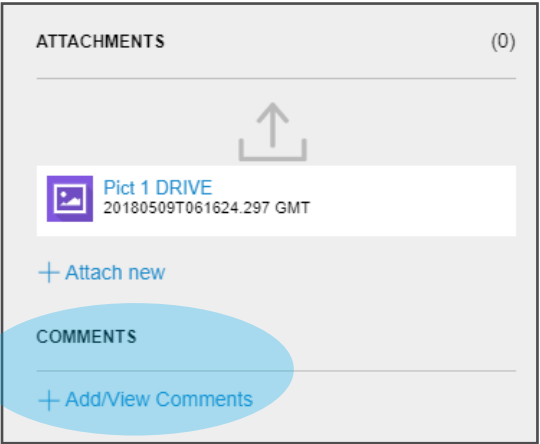 ATTACHMENTS (0)
Pict 1 DRIVE
20180509T061624.297 GMT
+ Attach new
COMMENTS
+ Add/View Comments